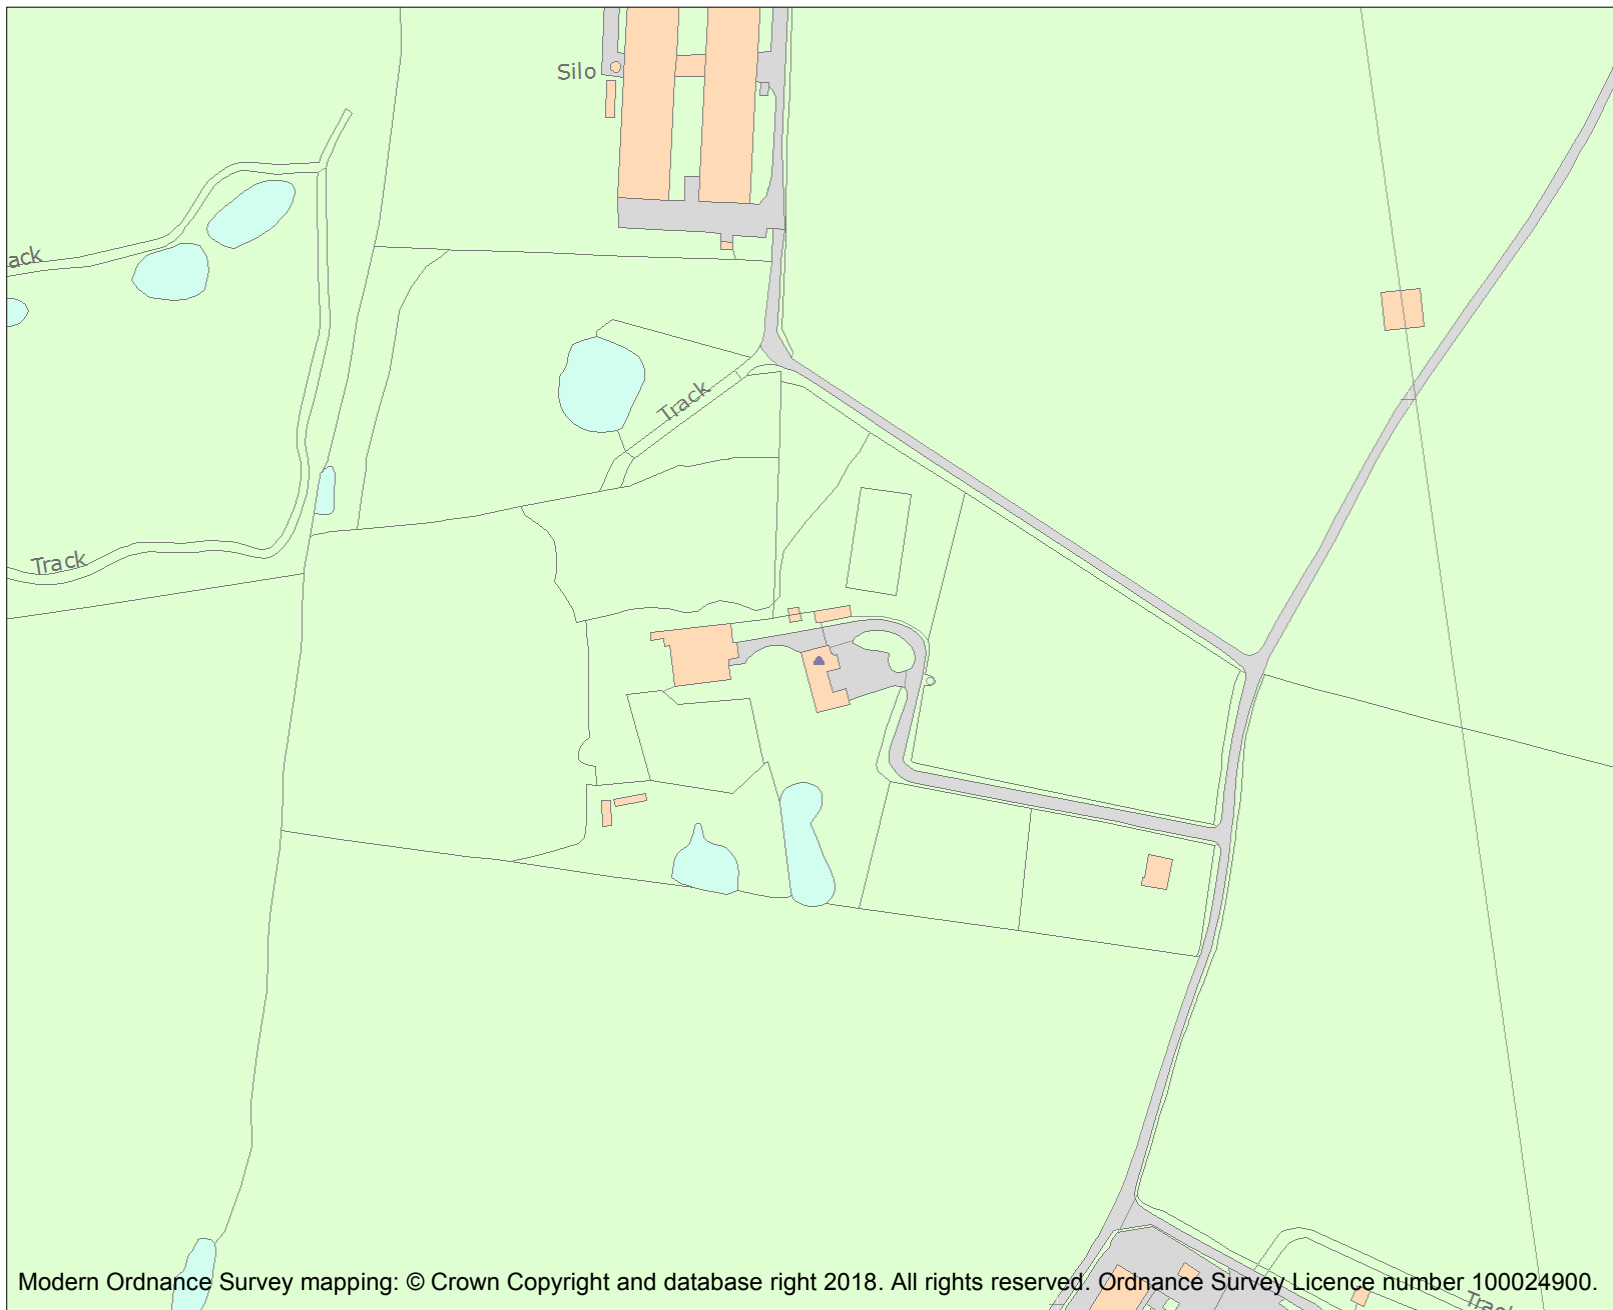 Silo
ack
Track
Track
Modern Ordnance Survey mapping: © Crown Copyright and database right 2018. All rights reserved. Ordnance Survey Licence number 100024900.
Track